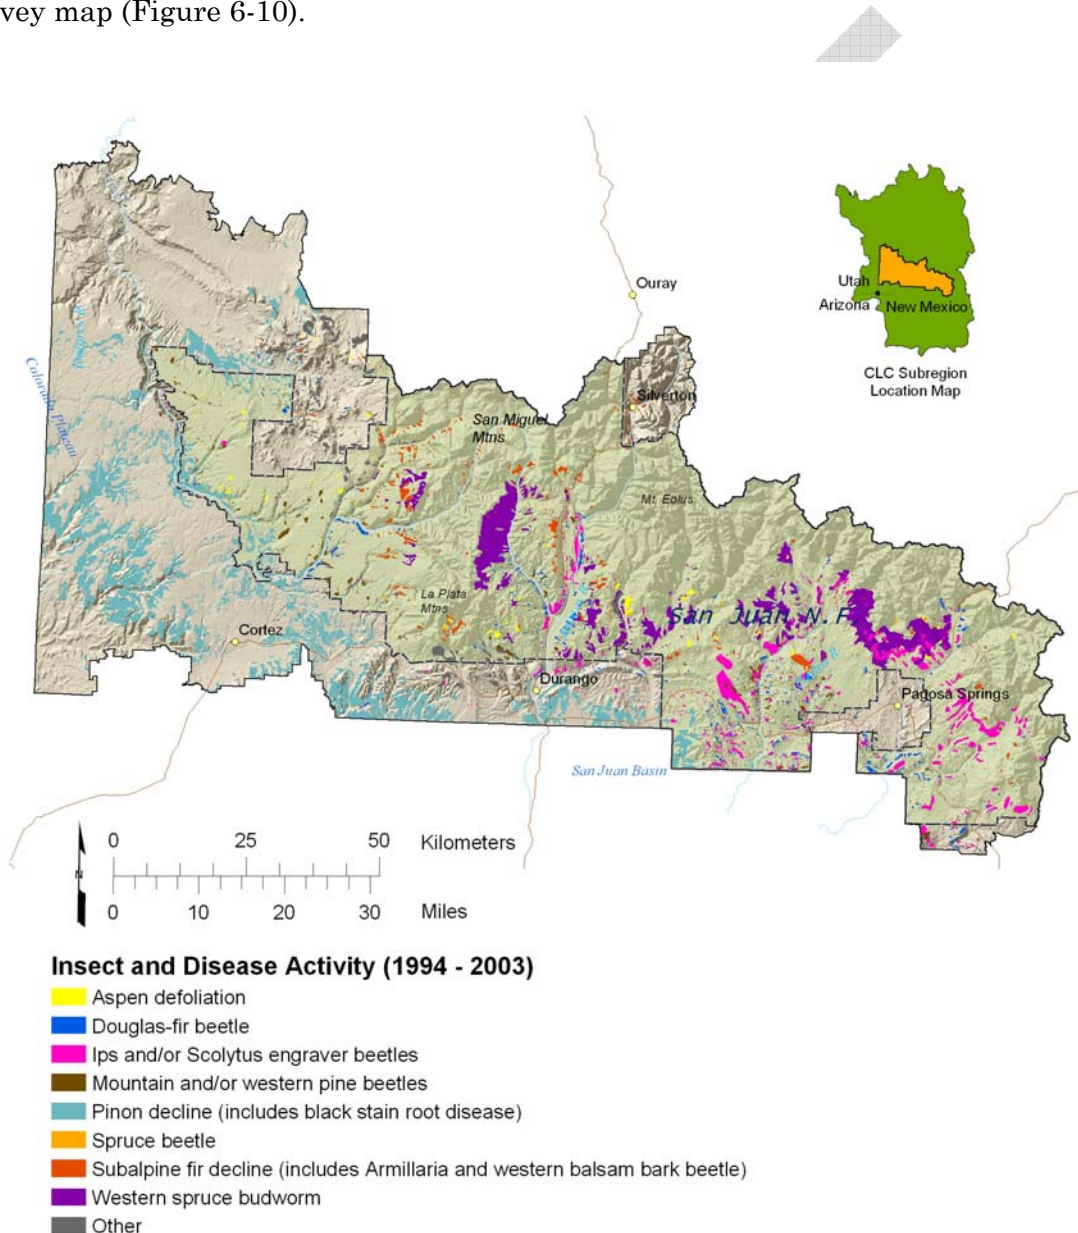 vey map (Figure 6-10).
Ouray
Utah
Arizona
New Mexico
CLC Subregion
Location Map
Colorado Plateau
Silverton
San Miguel
Mtns
Mt. Eolus
La Plata
Mtns
San Juan N.F
Cortez
Durango
Pagosa Springs
San Juan Basin
0 25 50 Kilometers
N
0 10 20 30 Miles
Insect and Disease Activity (1994 - 2003)
Aspen defoliation
Douglas-fir beetle
Ips and/or Scolytus engraver beetles
Mountain and/or western pine beetles
Pinon decline (includes black stain root disease)
Spruce beetle
Subalpine fir decline (includes Armillaria and western balsam bark beetle)
Western spruce budworm
Other